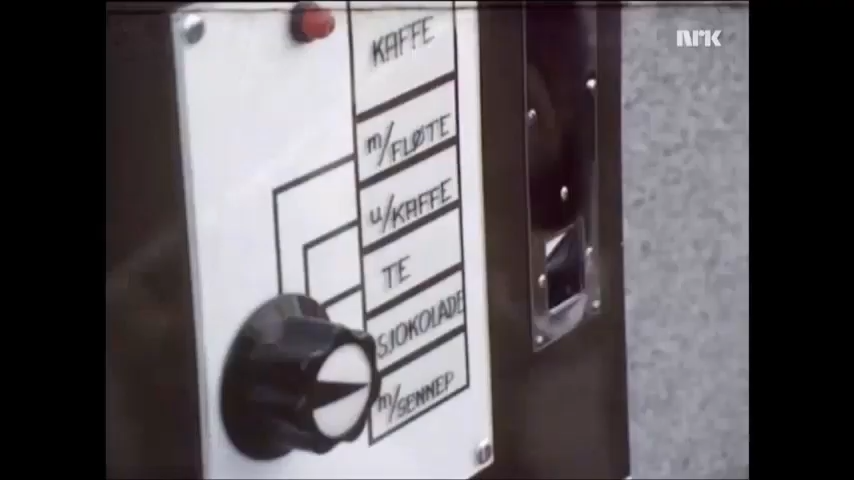 nrk
KAFFE
m/FLØTE
u/KAFFE
TE
SJOKOLADE
m/SENNEP